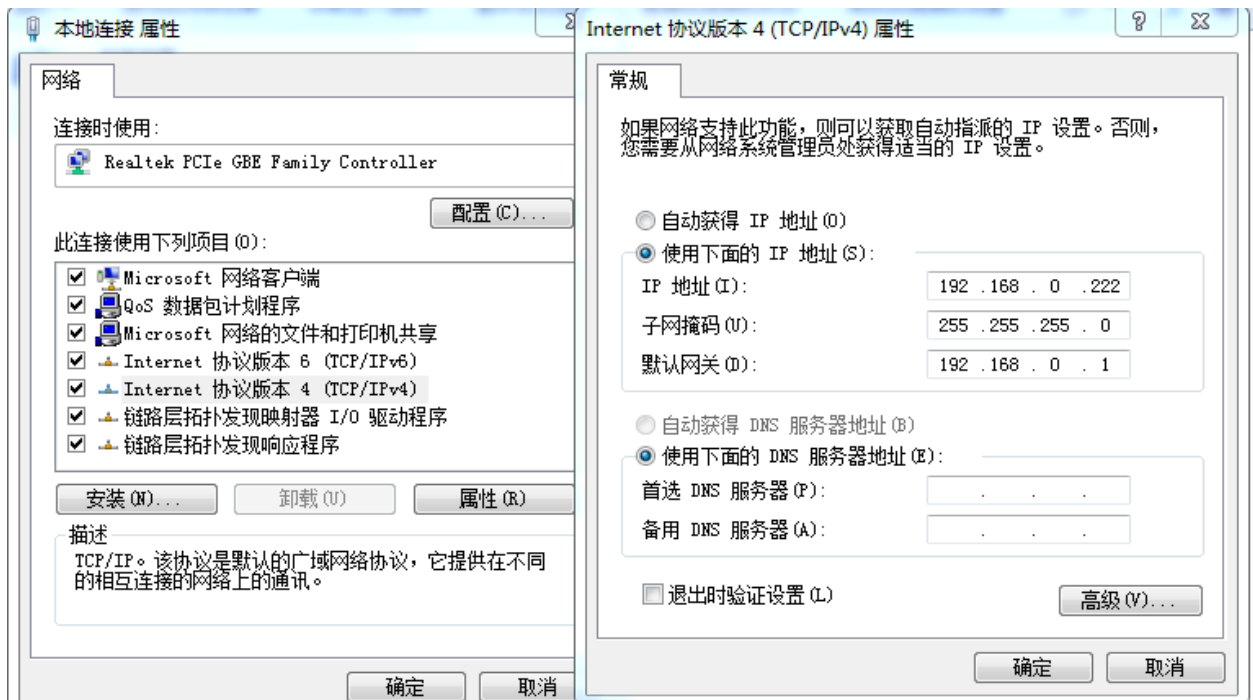 本地连接 属性
网络
连接时使用:
Realtek PCIe GBE Family Controller
配置(C)...
此连接使用下列项目(O):
Microsoft 网络客户端
QoS 数据包计划程序
Microsoft 网络的文件和打印机共享
Internet 协议版本 6 (TCP/IPv6)
Internet 协议版本 4 (TCP/IPv4)
链路层拓扑发现映射器 I/O 驱动程序
链路层拓扑发现响应程序
安装(N)...
卸载(U)
属性(R)
描述
TCP/IP。该协议是默认的广域网络协议，它提供在不同
的相互连接的网络上的通讯。
确定
取消
Internet 协议版本 4 (TCP/IPv4) 属性
常规
如果网络支持此功能，则可以获取自动指派的 IP 设置。否则，
您需要从网络系统管理员处获得适当的 IP 设置。
自动获得 IP 地址(O)
使用下面的 IP 地址(S):
IP 地址(I): 192 .168 . 0 .222
子网掩码(U): 255 .255 .255 . 0
默认网关(D): 192 .168 . 0 . 1
自动获得 DNS 服务器地址(B)
使用下面的 DNS 服务器地址(E):
首选 DNS 服务器(P): . . .
备用 DNS 服务器(A): . . .
退出时验证设置(L)
高级(V)...
确定
取消